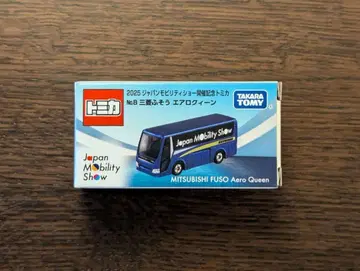 トミカ
2025 ジャパンモビリティショー開催記念トミカ
No.8 三菱ふそう エアロクィーン
TAKARA TOMY
Japan Mobility Show
Japan
Mobility
Show
MITSUBISHI FUSO Aero Queen